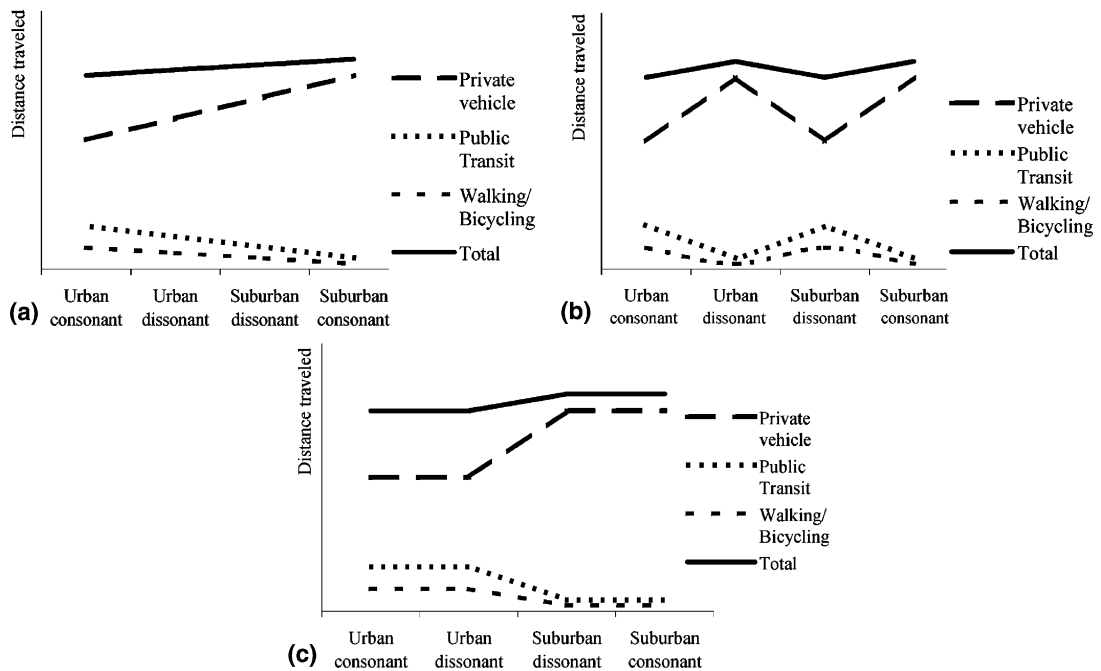 Distance traveled
Private
vehicle
Public
Transit
Walking/
Bicycling
Total
Urban
consonant
Urban
dissonant
Suburban
dissonant
Suburban
consonant
(a)
Distance traveled
Private
vehicle
Public
Transit
Walking/
Bicycling
Total
Urban
consonant
Urban
dissonant
Suburban
dissonant
Suburban
consonant
(b)
Distance traveled
Private
vehicle
Public
Transit
Walking/
Bicycling
Total
Urban
consonant
Urban
dissonant
Suburban
dissonant
Suburban
consonant
(c)